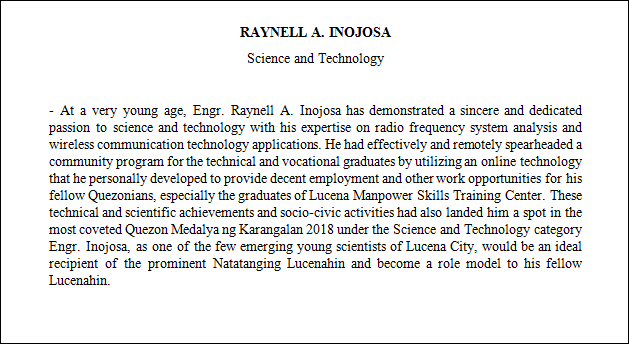 RAYNELL A. INOJOSA
Science and Technology
- At a very young age, Engr. Raynell A. Inojosa has demonstrated a sincere and dedicated
passion to science and technology with his expertise on radio frequency system analysis and
wireless communication technology applications. He had effectively and remotely spearheaded a
community program for the technical and vocational graduates by utilizing an online technology
that he personally developed to provide decent employment and other work opportunities for his
fellow Quezonians, especially the graduates of Lucena Manpower Skills Training Center. These
technical and scientific achievements and socio-civic activities had also landed him a spot in the
most coveted Quezon Medalya ng Karangalan 2018 under the Science and Technology category
Engr. Inojosa, as one of the few emerging young scientists of Lucena City, would be an ideal
recipient of the prominent Natatanging Lucenahin and become a role model to his fellow
Lucenahin.